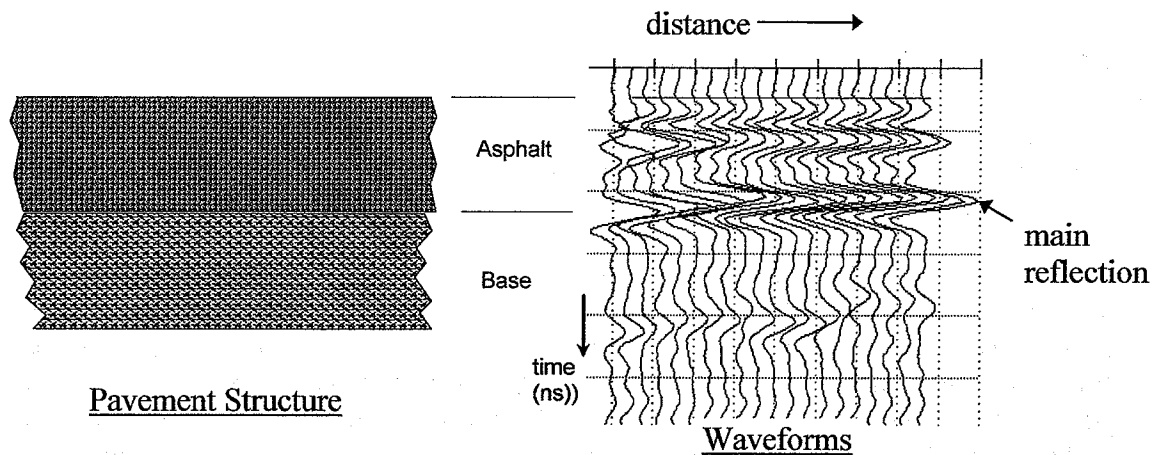 distance
Asphalt
Base
time
(ns))
main
reflection
Pavement Structure
Waveforms